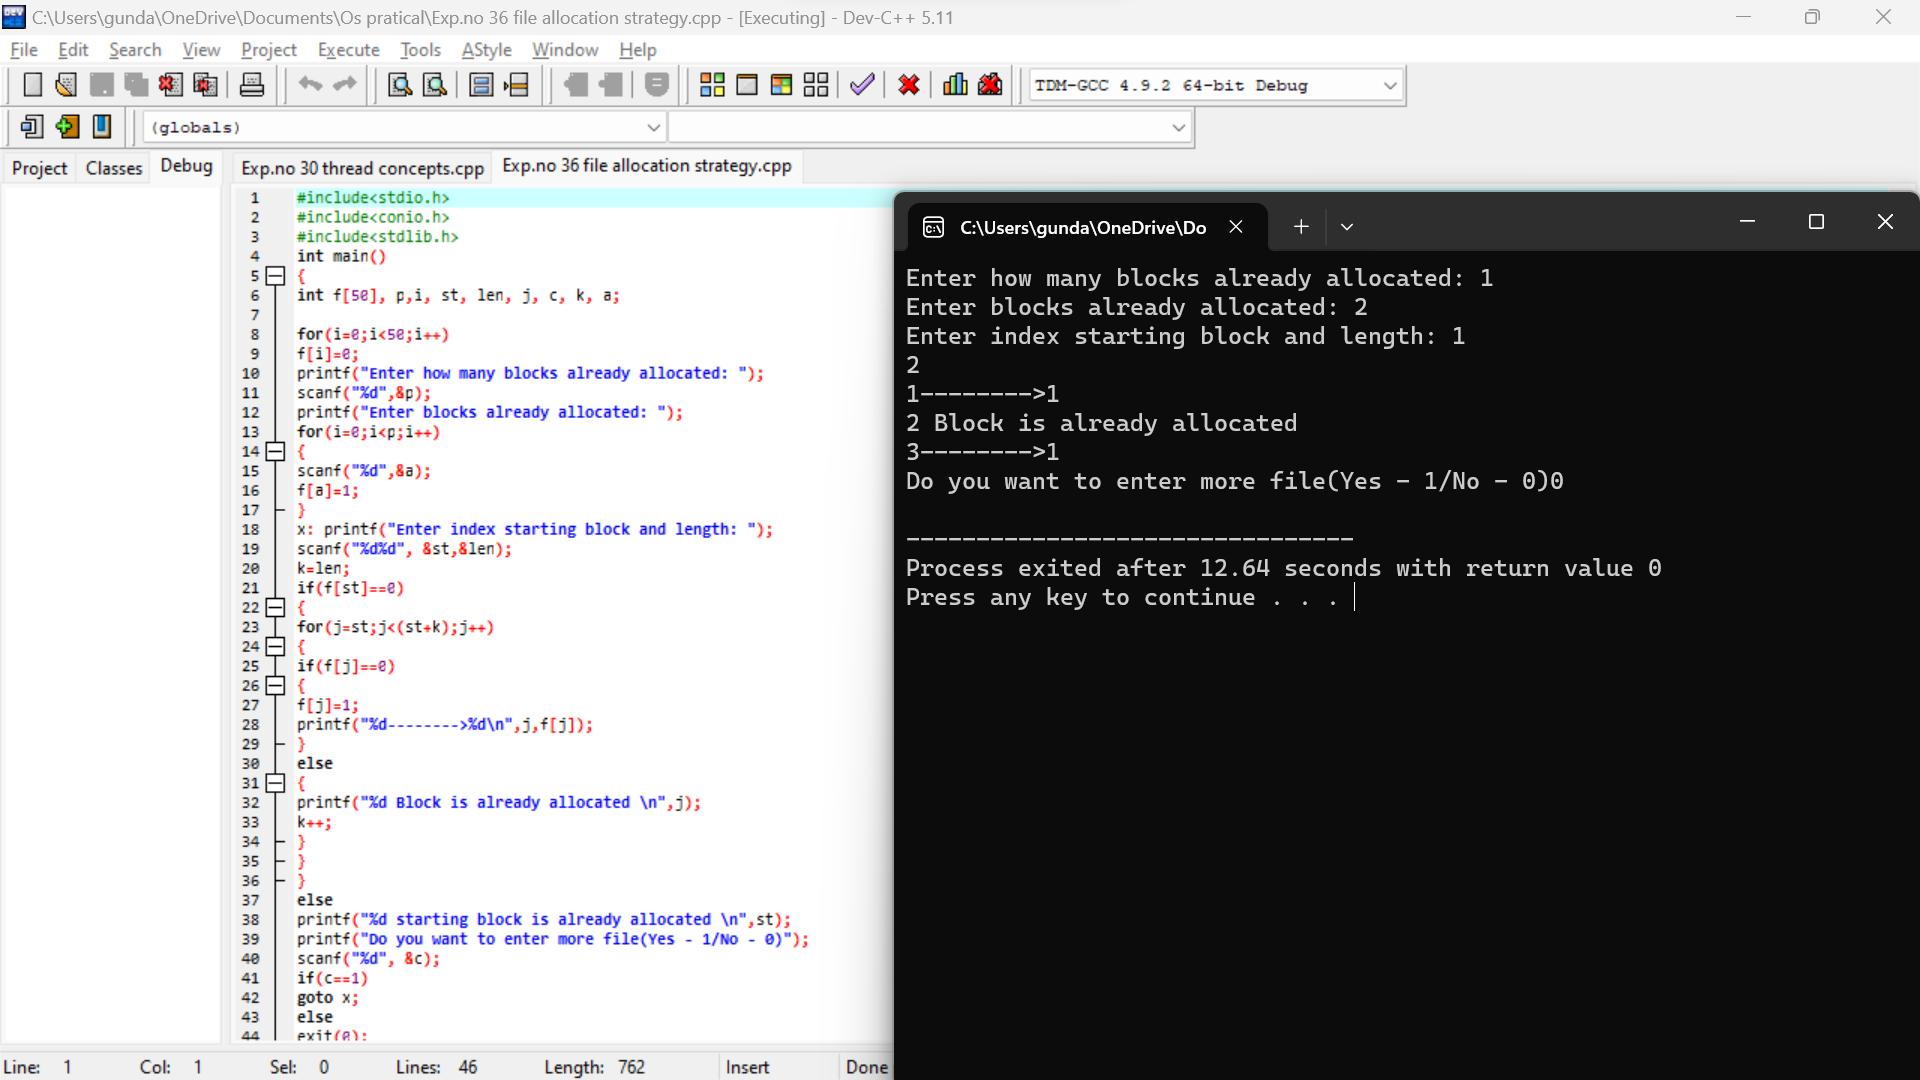 C:\Users\gunda\OneDrive\Documents\Os pratical\Exp.no 36 file allocation strategy.cpp - [Executing] - Dev-C++ 5.11
File Edit Search View Project Execute Tools AStyle Window Help
TDM-GCC 4.9.2 64-bit Debug
(globals)
Project Classes Debug
Exp.no 30 thread concepts.cpp Exp.no 36 file allocation strategy.cpp
1 #include<stdio.h>
2 #include<conio.h>
3 #include<stdlib.h>
4 int main()
5 {
6 int f[50], p,i, st, len, j, c, k, a;
7
8 for(i=0;i<50;i++)
9 f[i]=0;
10 printf("Enter how many blocks already allocated: ");
11 scanf("%d",&p);
12 printf("Enter blocks already allocated: ");
13 for(i=0;i<p;i++)
14 {
15 scanf("%d",&a);
16 f[a]=1;
17 }
18 x: printf("Enter index starting block and length: ");
19 scanf("%d%d", &st,&len);
20 k=len;
21 if(f[st]==0)
22 {
23 for(j=st;j<(st+k);j++)
24 {
25 if(f[j]==0)
26 {
27 f[j]=1;
28 printf("%d-------->%d\n",j,f[j]);
29 }
30 else
31 {
32 printf("%d Block is already allocated \n",j);
33 k++;
34 }
35 }
36 }
37 else
38 printf("%d starting block is already allocated \n",st);
39 printf("Do you want to enter more file(Yes - 1/No - 0)");
40 scanf("%d", &c);
41 if(c==1)
42 goto x;
43 else
44 exit(0);
C:\Users\gunda\OneDrive\Do
Enter how many blocks already allocated: 1
Enter blocks already allocated: 2
Enter index starting block and length: 1
2
1-------->1
2 Block is already allocated
3-------->1
Do you want to enter more file(Yes - 1/No - 0)0
--------------------------------
Process exited after 12.64 seconds with return value 0
Press any key to continue . . .
Line: 1 Col: 1 Sel: 0 Lines: 46 Length: 762 Insert Done